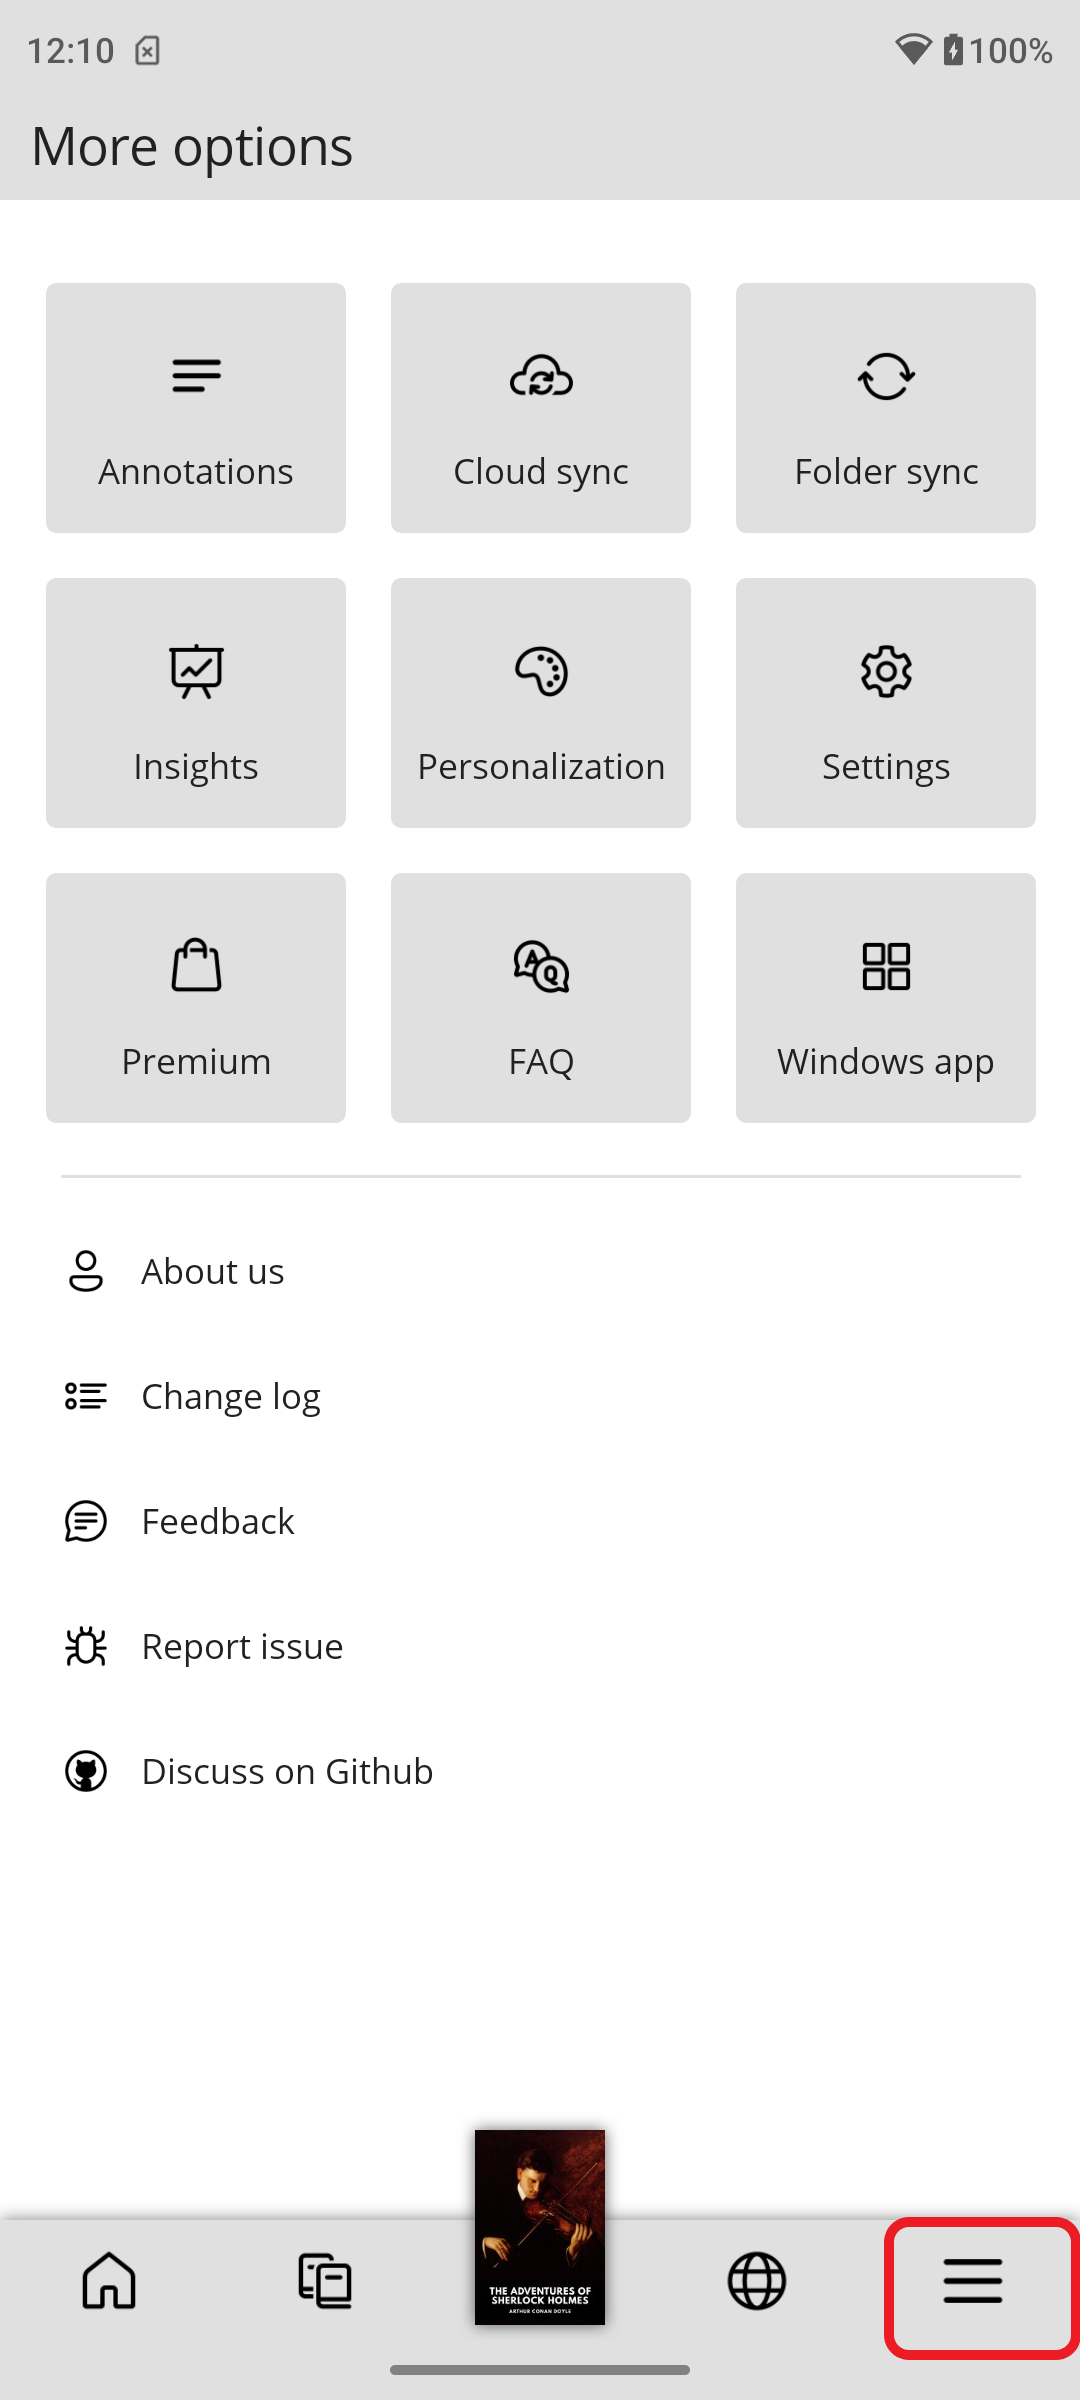 12:10 100%
More options
Annotations Cloud sync Folder sync
Insights Personalization Settings
A Q
Premium FAQ Windows app
About us
Change log
Feedback
Report issue
Discuss on Github
THE ADVENTURES OF
SHERLOCK HOLMES
ARTHUR CONAN DOYLE